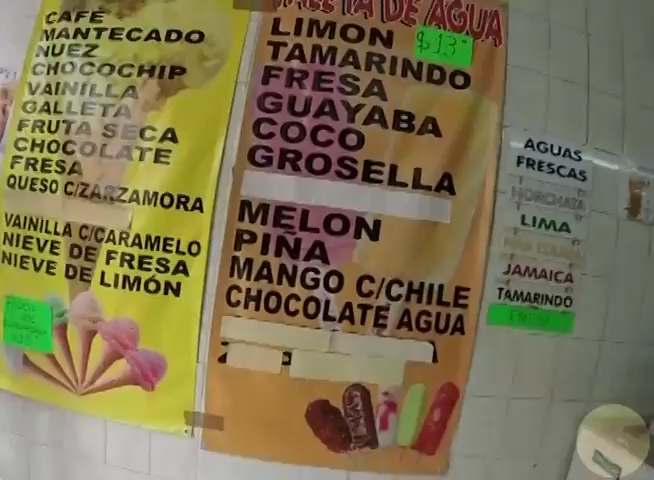 CAFÉ
MANTECADO
NUEZ
CHOCOCHIP
VAINILLA
GALLETA
FRUTA SECA
CHOCOLATE
FRESA
QUESO C/ZARZAMORA
VAINILLA C/CARAMELO
NIEVE DE FRESA
NIEVE DE LIMÓN
PALETA DE AGUA
$13
LIMON
TAMARINDO
FRESA
GUAYABA
COCO
GROSELLA
MELON
PIÑA
MANGO C/CHILE
CHOCOLATE AGUA
AGUAS
FRESCAS
HORCHATA
LIMA
PIÑA COLADA
JAMAICA
TAMARINDO